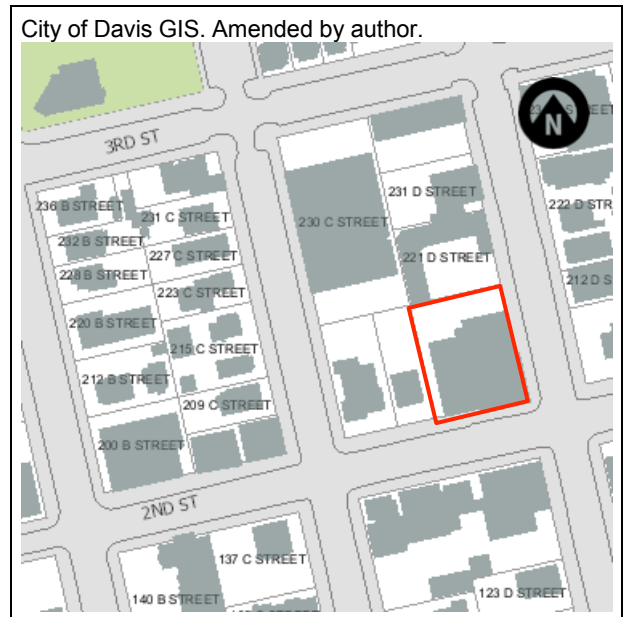 City of Davis GIS. Amended by author.
N
3RD ST
236 B STREET
231 C STREET
232 B STREET
227 C STREET
228 B STREET
223 C STREET
220 B STREET
215 C STREET
212 B STREET
209 C STREET
200 B STREET
230 C STREET
231 D STREET
221 D STREET
222 D STR
212 D S
2ND ST
137 C STREET
140 B STREET
123 D STREET